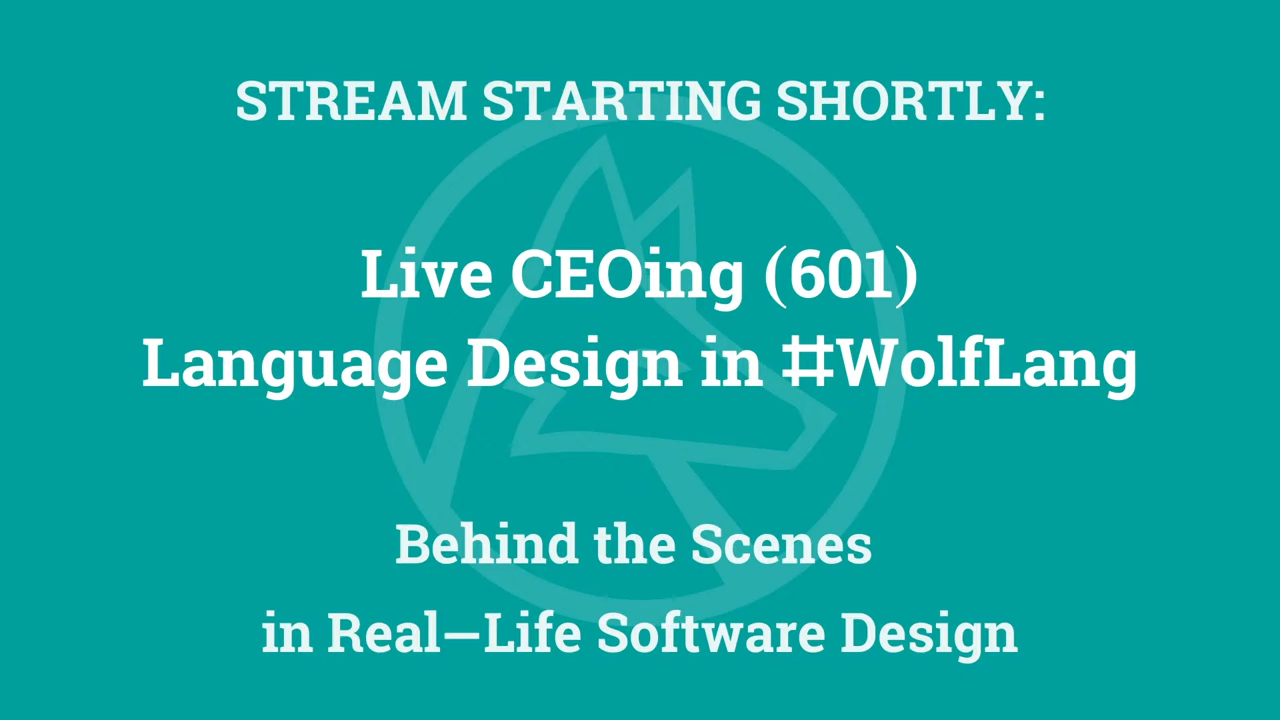 STREAM STARTING SHORTLY:
Live CEOing (601)
Language Design in #WolfLang
Behind the Scenes
in Real—Life Software Design